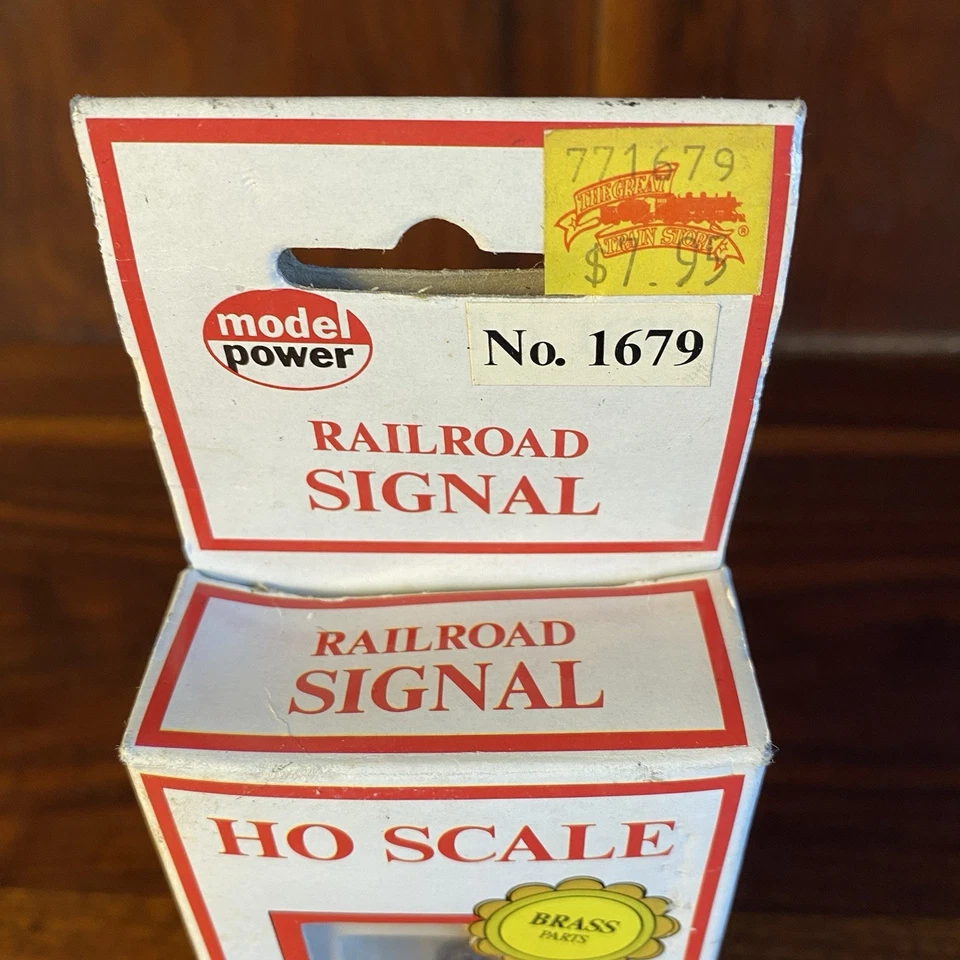 771679
THE GREAT
TRAIN STORE
®
$7.95
model
power
No. 1679
RAILROAD
SIGNAL
RAILROAD
SIGNAL
HO SCALE
BRASS
PARTS